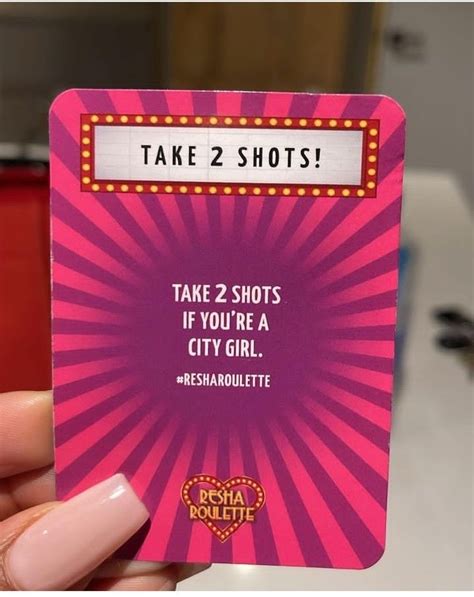 TAKE 2 SHOTS!
TAKE 2 SHOTS
IF YOU'RE A
CITY GIRL.
#RESHAROULETTE
RESHA
ROULETTE